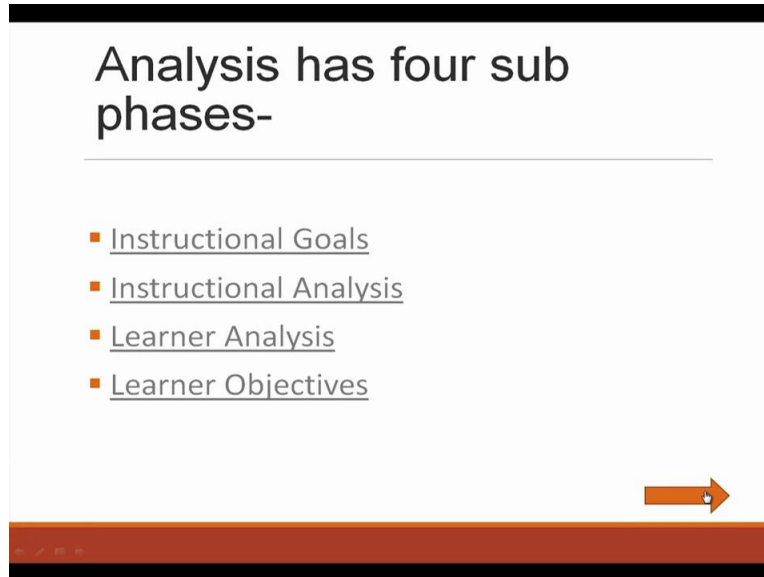 Analysis has four sub
phases-
Instructional Goals
Instructional Analysis
Learner Analysis
Learner Objectives